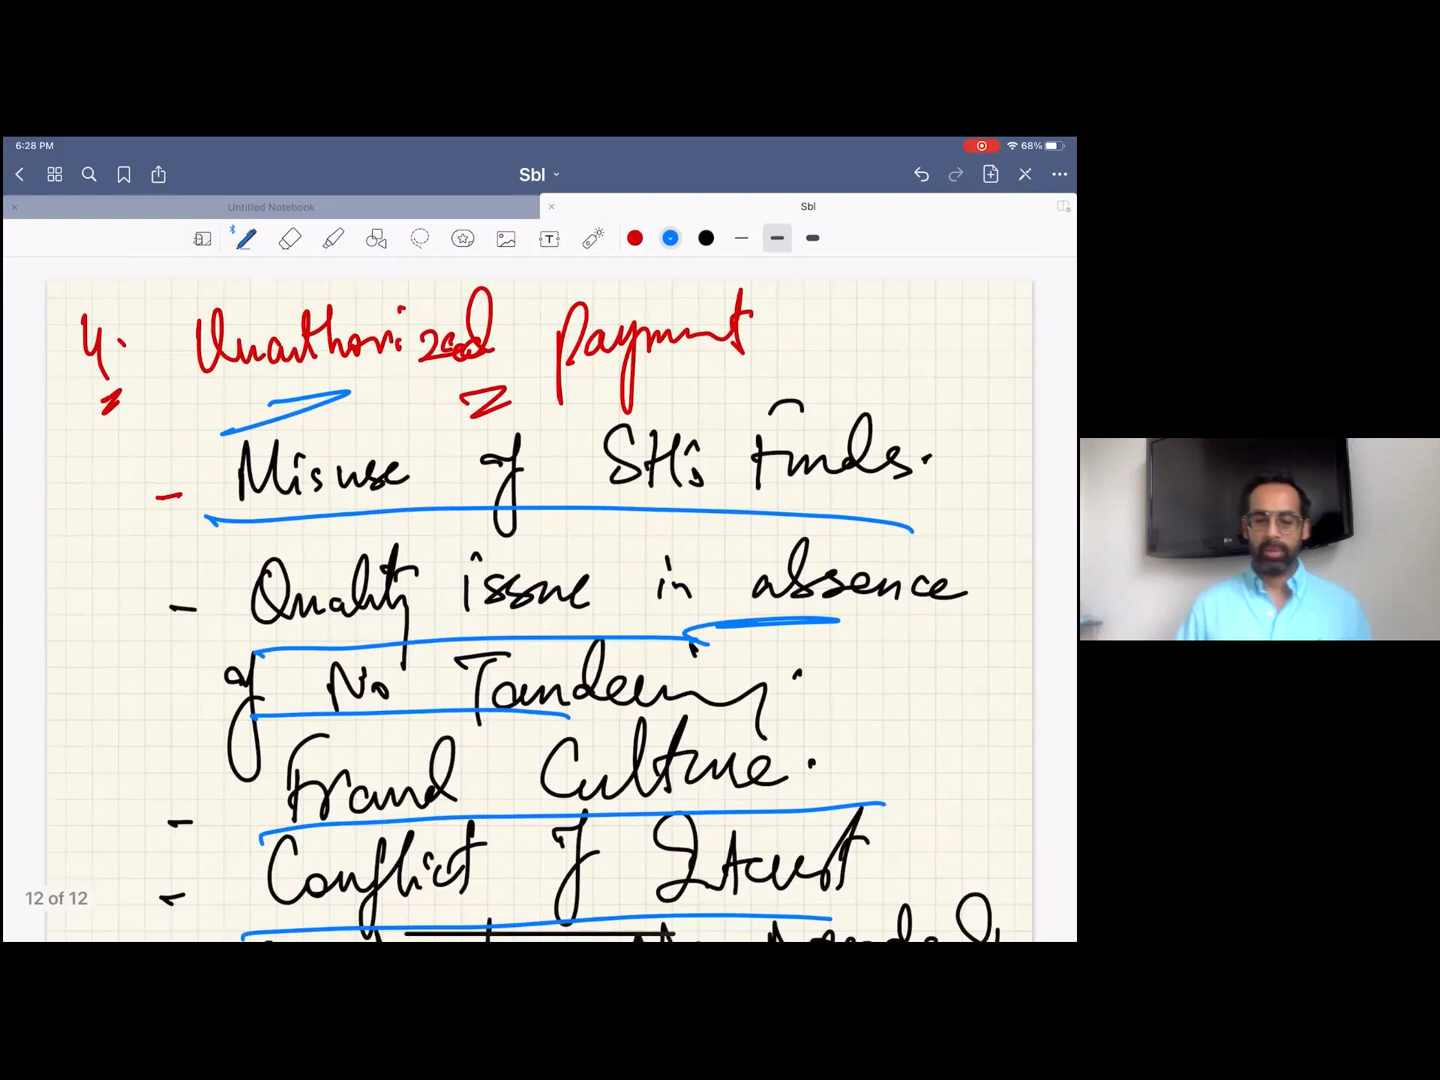 6:28 PM
68%
Sbl
Untitled Notebook
Sbl
4. Unauthorized Payment
- Misuse of SH's Funds.
- Quality issue in absence
of No Tandering.
- Fraud Culture.
- Conflict of Interest
12 of 12